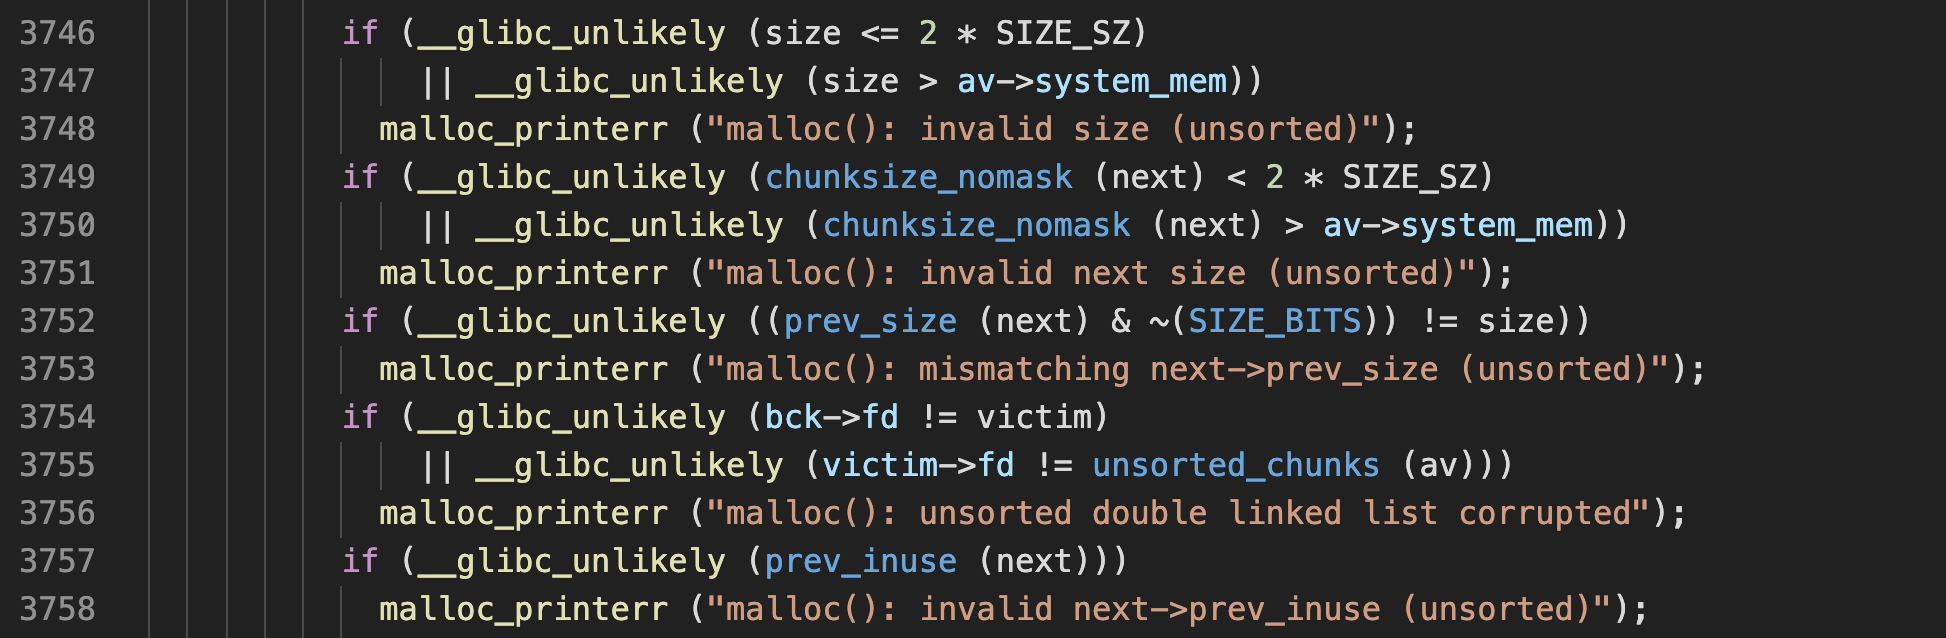 3746 if (__glibc_unlikely (size <= 2 * SIZE_SZ)
3747 || __glibc_unlikely (size > av->system_mem))
3748 malloc_printerr ("malloc(): invalid size (unsorted)");
3749 if (__glibc_unlikely (chunksize_nomask (next) < 2 * SIZE_SZ)
3750 || __glibc_unlikely (chunksize_nomask (next) > av->system_mem))
3751 malloc_printerr ("malloc(): invalid next size (unsorted)");
3752 if (__glibc_unlikely ((prev_size (next) & ~(SIZE_BITS)) != size))
3753 malloc_printerr ("malloc(): mismatching next->prev_size (unsorted)");
3754 if (__glibc_unlikely (bck->fd != victim)
3755 || __glibc_unlikely (victim->fd != unsorted_chunks (av)))
3756 malloc_printerr ("malloc(): unsorted double linked list corrupted");
3757 if (__glibc_unlikely (prev_inuse (next)))
3758 malloc_printerr ("malloc(): invalid next->prev_inuse (unsorted)");